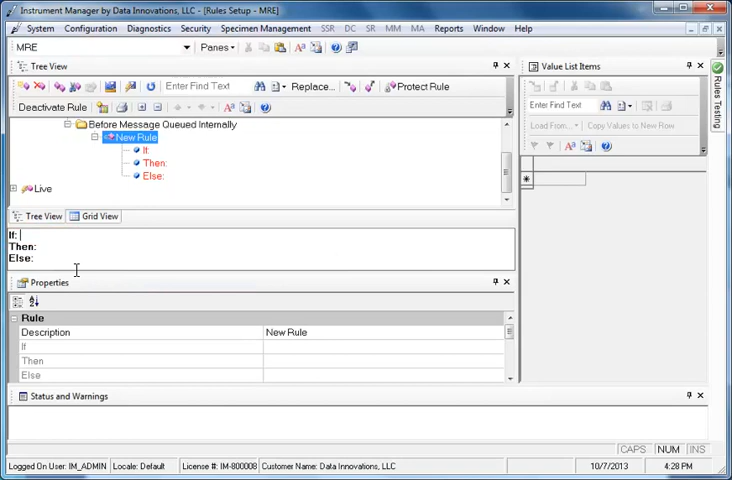 Instrument Manager by Data Innovations, LLC - [Rules Setup - MRE]
System Configuration Diagnostics Security Specimen Management SSR DC SR MM MA Reports Window Help
MRE Panes
Tree View
Enter Find Text Replace... Protect Rule
Deactivate Rule
Before Message Queued Internally
New Rule
If:
Then:
Else:
Live
Tree View Grid View
If:
Then:
Else:
Properties
Rule
Description New Rule
If
Then
Else
Status and Warnings
Value List Items
Enter Find Text
Load From... Copy Values to New Row
Rules Testing
CAPS NUM INS
Logged On User: IM_ADMIN Locale: Default License #: IM-800008 Customer Name: Data Innovations, LLC 10/7/2013 4:28 PM